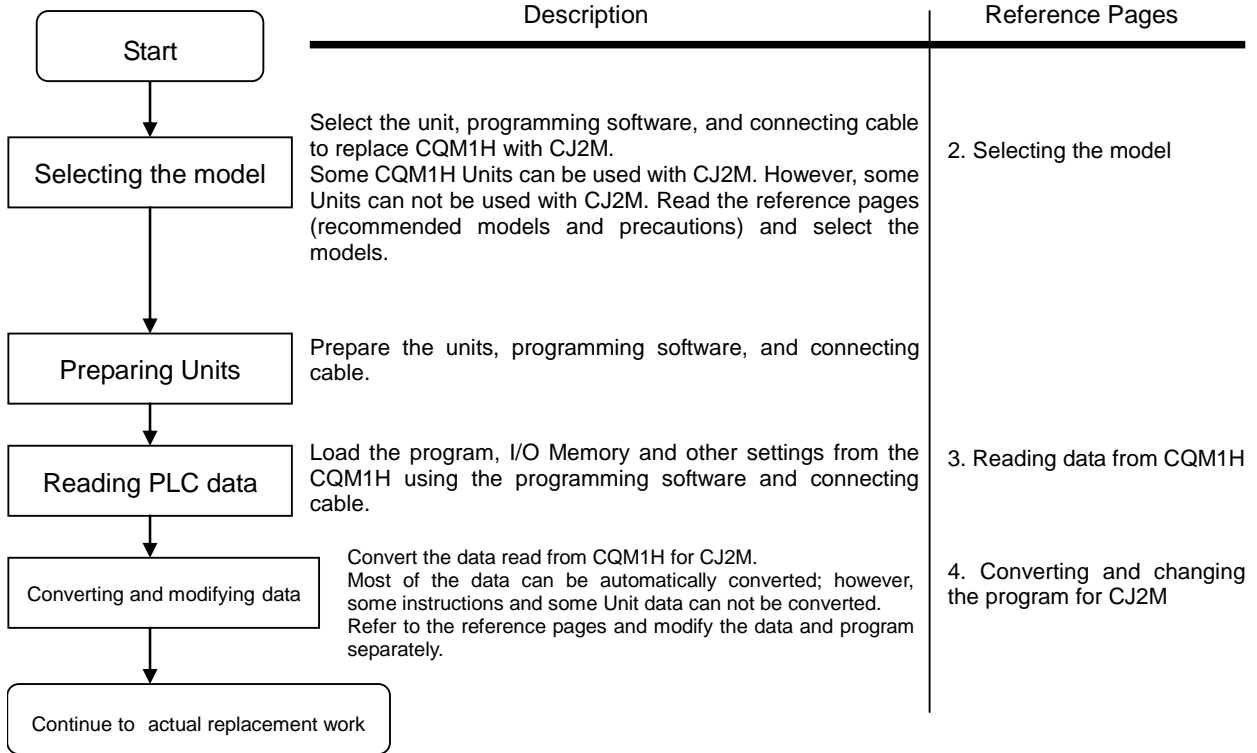 Description
Reference Pages
Start
Selecting the model
Select the unit, programming software, and connecting cable
to replace CQM1H with CJ2M.
Some CQM1H Units can be used with CJ2M. However, some
Units can not be used with CJ2M. Read the reference pages
(recommended models and precautions) and select the
models.
2. Selecting the model
Preparing Units
Prepare the units, programming software, and connecting
cable.
Reading PLC data
Load the program, I/O Memory and other settings from the
CQM1H using the programming software and connecting
cable.
3. Reading data from CQM1H
Converting and modifying data
Convert the data read from CQM1H for CJ2M.
Most of the data can be automatically converted; however,
some instructions and some Unit data can not be converted.
Refer to the reference pages and modify the data and program
separately.
4. Converting and changing
the program for CJ2M
Continue to actual replacement work